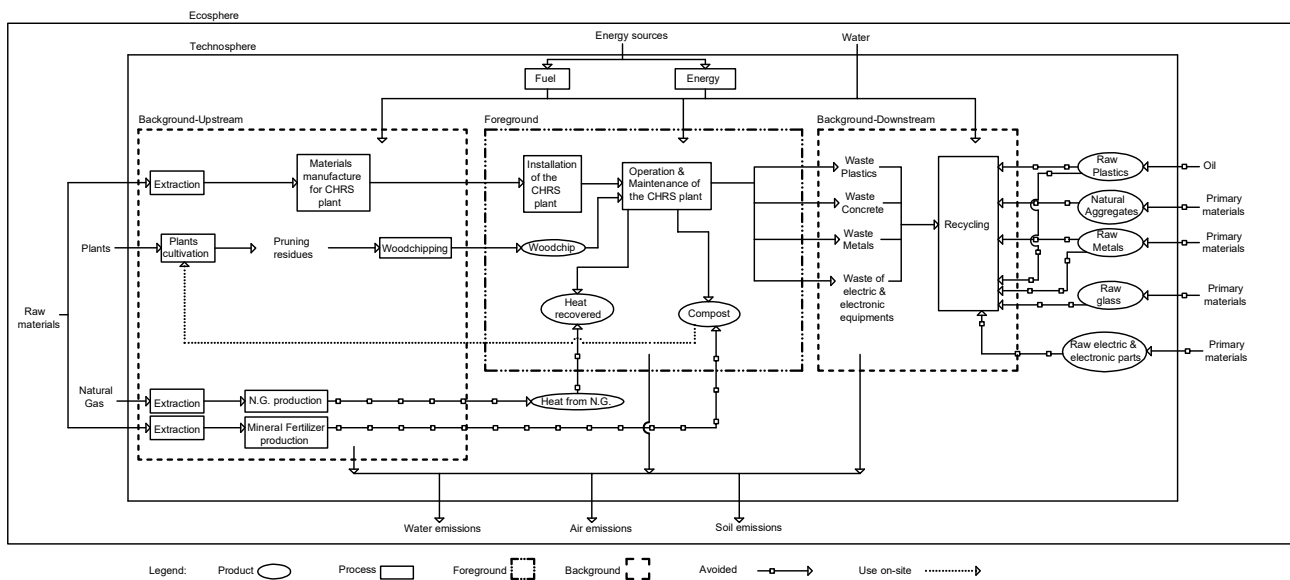 Ecosphere
Technosphere
Energy sources
Water
Fuel
Energy
Background-Upstream
Foreground
Background-Downstream
Extraction
Materials
manufacture
for CHRS
plant
Installation
of the
CHRS
plant
Operation &
Maintenance of
the CHRS plant
Waste
Plastics
Waste
Concrete
Waste
Metals
Waste of
electric &
electronic
equipments
Recycling
Raw
Plastics
Oil
Natural
Aggregates
Primary
materials
Raw
Metals
Primary
materials
Raw
glass
Primary
materials
Raw electric &
electronic parts
Primary
materials
Plants
Plants
cultivation
Pruning
residues
Woodchipping
Woodchip
Heat
recovered
Compost
Raw
materials
Natural
Gas
Extraction
N.G. production
Heat from N.G.
Extraction
Mineral Fertilizer
production
Water emissions
Air emissions
Soil emissions
Legend:
Product
Process
Foreground
Background
Avoided
Use on-site